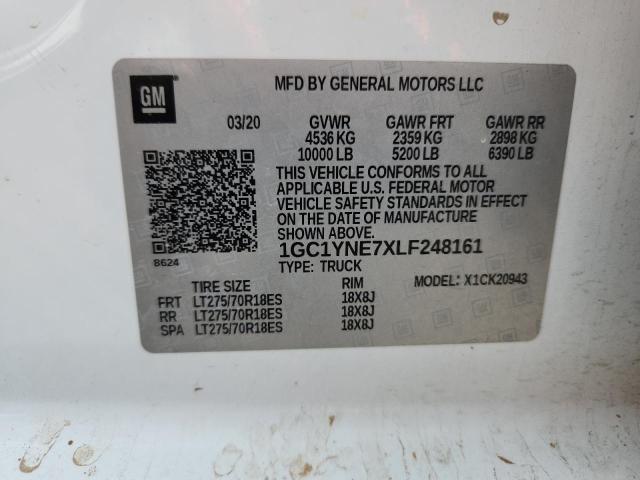 GM
MFD BY GENERAL MOTORS LLC
03/20 GVWR GAWR FRT GAWR RR
4536 KG 2359 KG 2898 KG
10000 LB 5200 LB 6390 LB
THIS VEHICLE CONFORMS TO ALL
APPLICABLE U.S. FEDERAL MOTOR
VEHICLE SAFETY STANDARDS IN EFFECT
ON THE DATE OF MANUFACTURE
SHOWN ABOVE.
8624
1GC1YNE7XLF248161
TYPE: TRUCK
MODEL: X1CK20943
TIRE SIZE RIM
FRT LT275/70R18ES 18X8J
RR LT275/70R18ES 18X8J
SPA LT275/70R18ES 18X8J